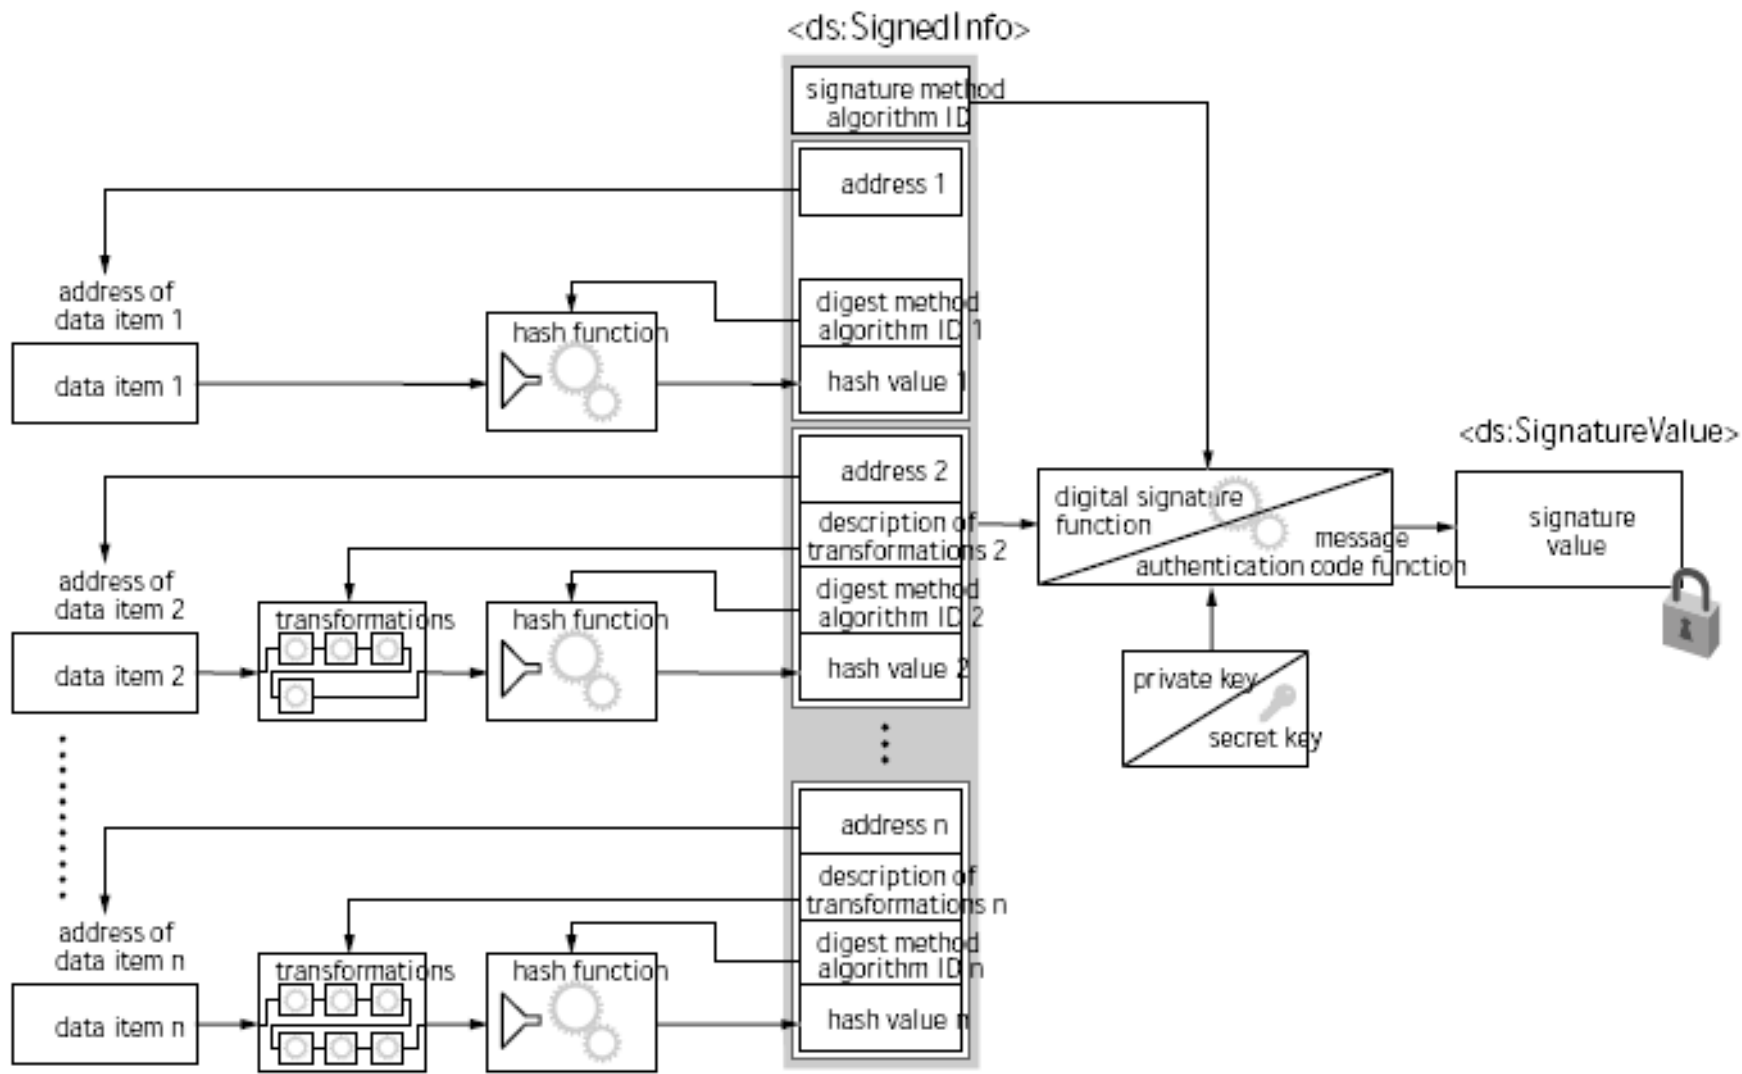 <ds:SignedInfo>
signature method
algorithm ID
address 1
address of
data item 1
data item 1
hash function
digest method
algorithm ID 1
hash value 1
<ds:SignatureValue>
address 2
description of
transformations 2
digest method
algorithm ID 2
hash value 2
address of
data item 2
data item 2
transformations
hash function
digital signature
function
message
authentication code function
signature
value
private key
secret key
address n
description of
transformations n
digest method
algorithm ID n
hash value n
address of
data item n
data item n
transformations
hash function